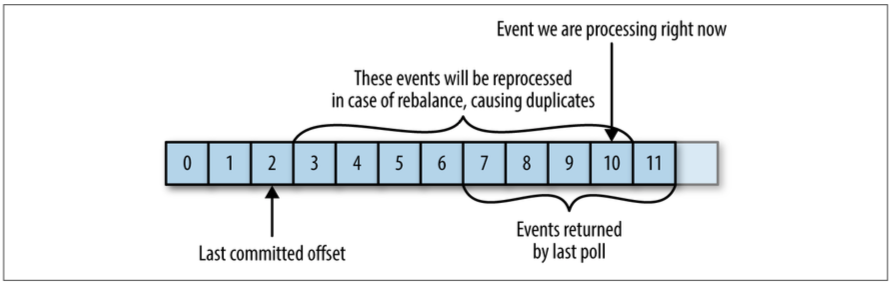 Event we are processing right now
These events will be reprocessed
in case of rebalance, causing duplicates
0 1 2 3 4 5 6 7 8 9 10 11
Last committed offset
Events returned
by last poll